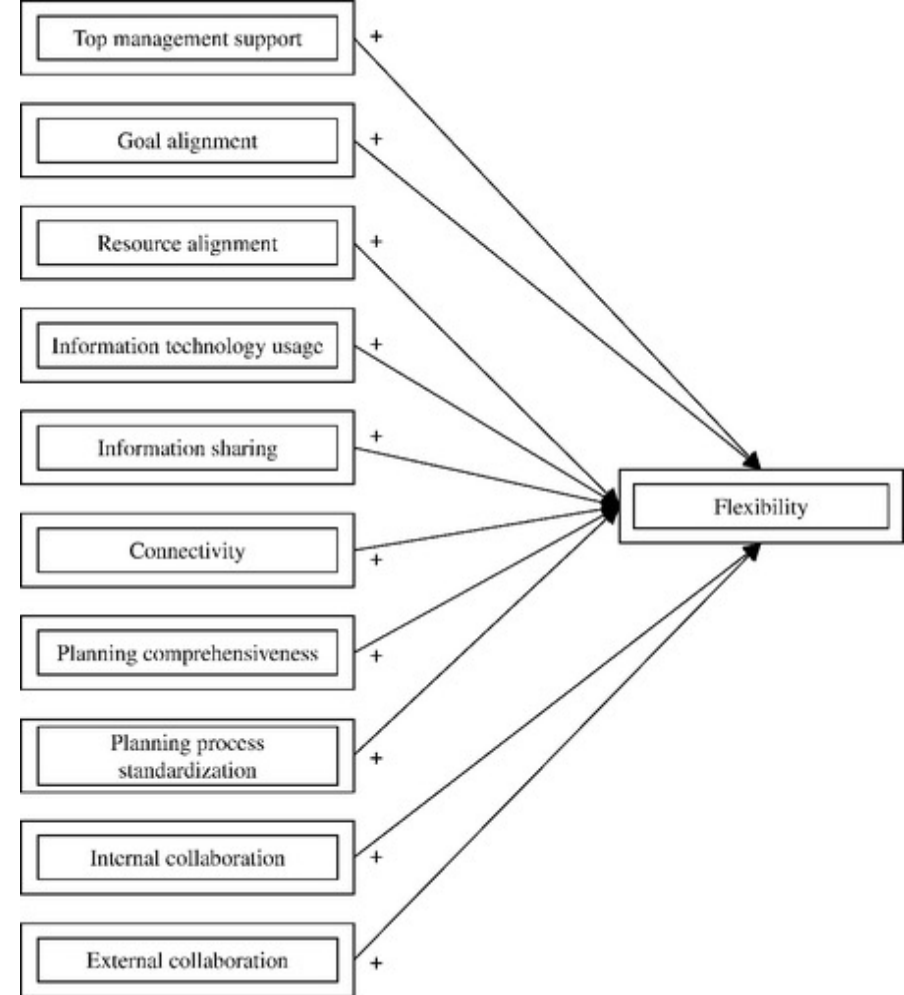 Top management support
+
Goal alignment
+
Resource alignment
+
Information technology usage
+
Information sharing
+
Connectivity
+
Planning comprehensiveness
+
Planning process
standardization
+
Internal collaboration
+
External collaboration
+
Flexibility